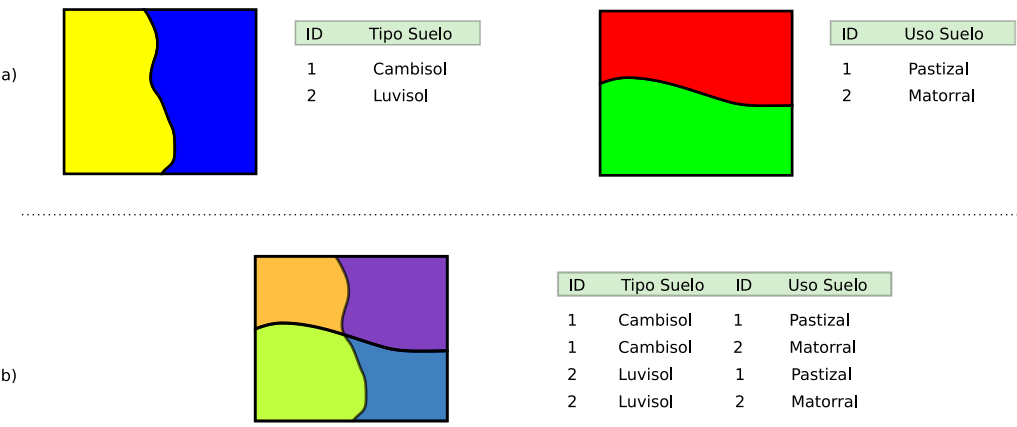 ID Tipo Suelo ID Uso Suelo
a) 1 Cambisol 1 Pastizal
2 Luvisol 2 Matorral
ID Tipo Suelo ID Uso Suelo
1 Cambisol 1 Pastizal
1 Cambisol 2 Matorral
b) 2 Luvisol 1 Pastizal
2 Luvisol 2 Matorral